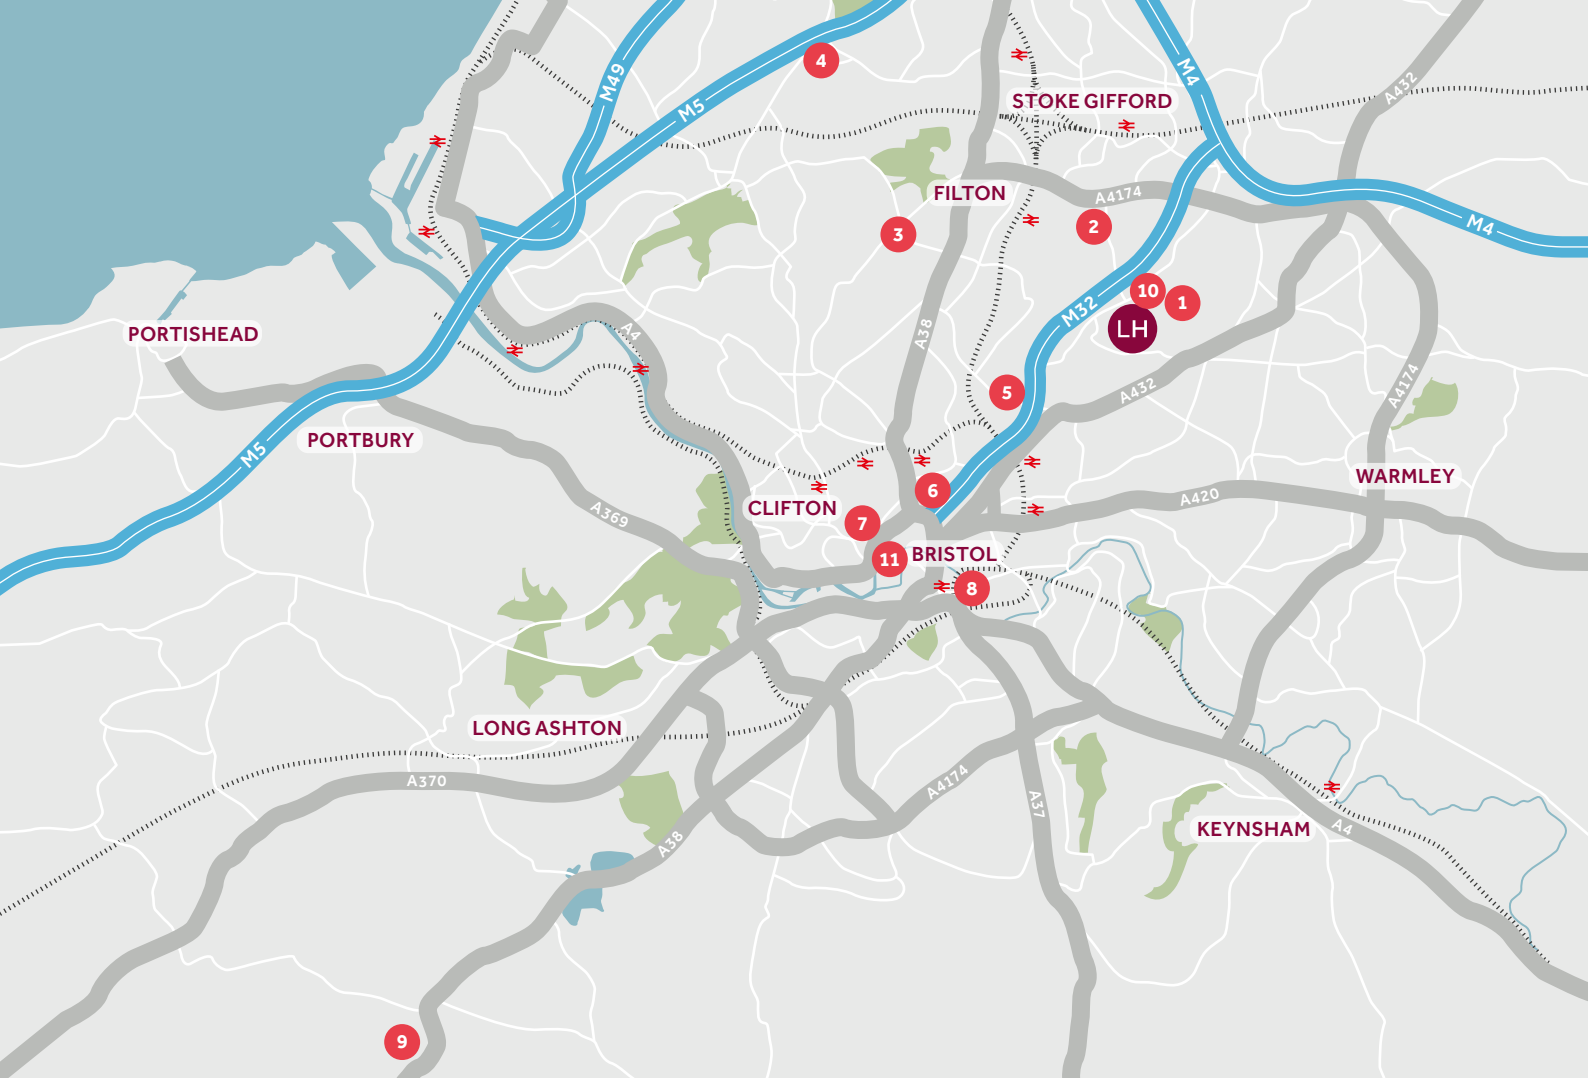 M49
M5
4
M4
A432
STOKE GIFFORD
FILTON
A4174
2
3
M4
10
1
M32
LH
PORTISHEAD
A4
A38
A432
A4174
5
M5
PORTBURY
WARMLEY
6
A420
CLIFTON
7
A369
11
BRISTOL
8
LONG ASHTON
A370
A4174
A37
KEYNSHAM
A4
A38
9